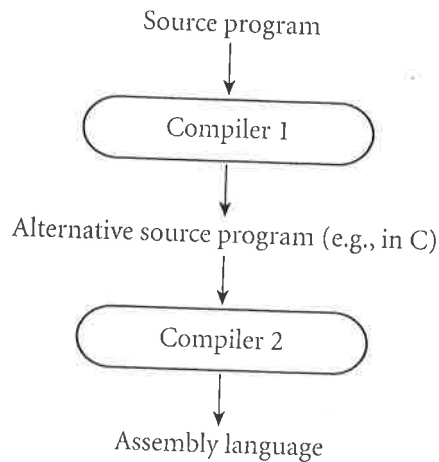 Source program
Compiler 1
Alternative source program (e.g., in C)
Compiler 2
Assembly language